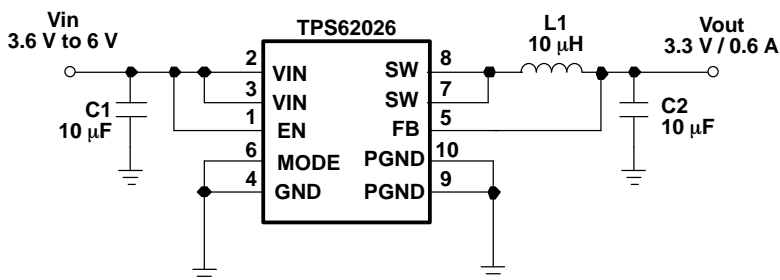 TPS62026
Vin
3.6 V to 6 V
L1
10 μH
Vout
3.3 V / 0.6 A
2
VIN
SW
8
3
VIN
SW
7
1
EN
FB
5
6
MODE
PGND
10
4
GND
PGND
9
C1
10 μF
C2
10 μF